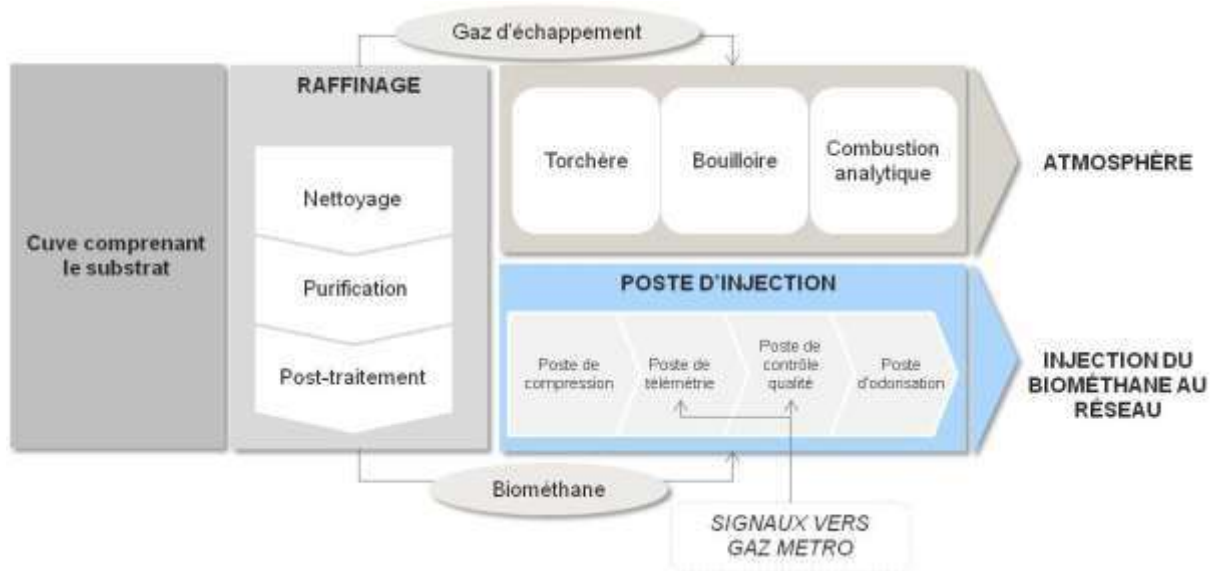 Gaz d'échappement
RAFFINAGE
Nettoyage
Purification
Post-traitement
Cuve comprenant
le substrat
Torchère
Bouilloire
Combustion
analytique
ATMOSPHÈRE
POSTE D'INJECTION
Poste de
compression
Poste de
télémétrie
Poste de
contrôle
qualité
Poste
d'odorisation
INJECTION DU
BIOMÉTHANE AU
RÉSEAU
Biométhane
SIGNAUX VERS
GAZ METRO